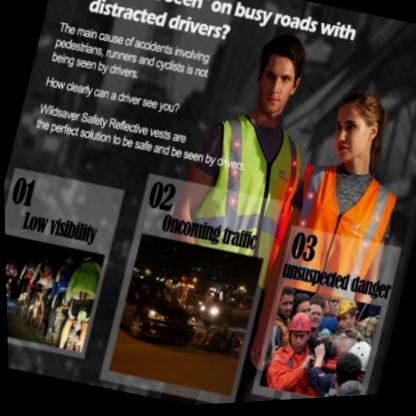 on busy roads with
distracted drivers?
The main cause of accidents involving
pedestrians, runners and cyclists is not
being seen by drivers.
How clearly can a driver see you?
Wildsaver Safety Reflective vests are
the perfect solution to be safe and be seen by drivers.
01
Low visibility
02
Oncoming traffic
03
unsuspected danger